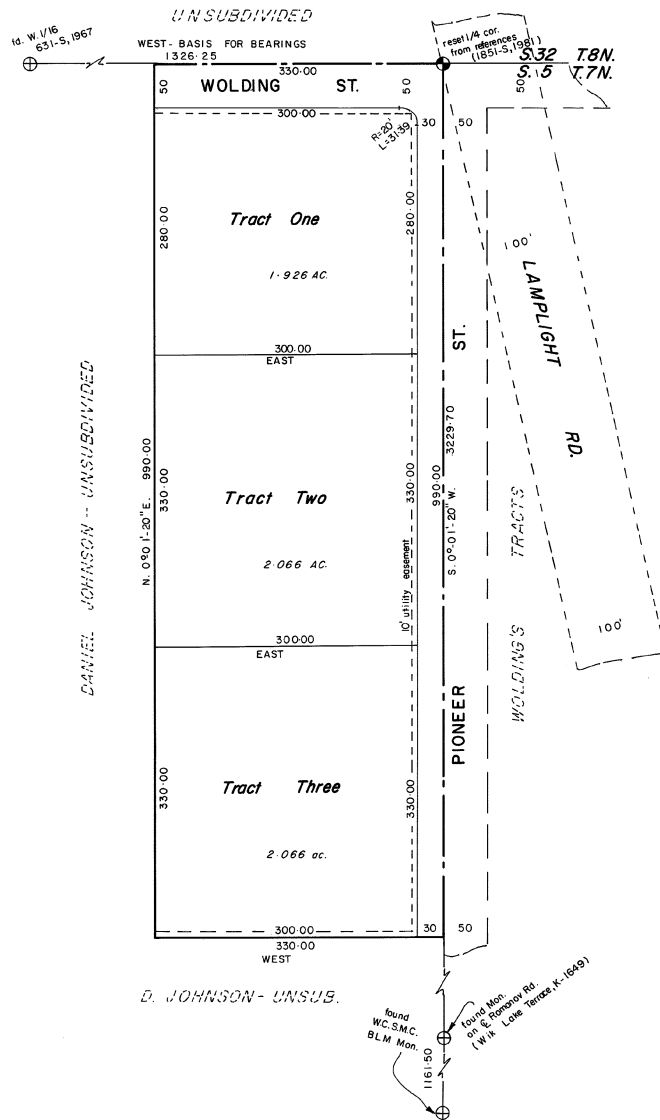 UNSUBDIVIDED
fd. W.1/16
631-S, 1967
WEST - BASIS FOR BEARINGS
1326·25
330·00
reset 1/4 cor.
from references
(1851-S, 1981)
S.32 T.8N.
S. 5 T.7N.
50
WOLDING ST.
50
50
300·00
R=20'
L=31·39
30
50
280·00
Tract One
280·00
1·926 AC.
100'
LAMPLIGHT RD.
300·00
EAST
DANIEL JOHNSON -- UNSUBDIVIDED
N. 0º 01'-20" E. 990·00
330·00
Tract Two
2·066 AC.
330·00
10' utility easement
990·00
S. 0º-01'-20" W. 3229·70
PIONEER ST.
WOLDING'S TRACTS
100'
300·00
EAST
330·00
Tract Three
330·00
2·066 ac.
300·00
30
50
330·00
WEST
D. JOHNSON - UNSUB.
found
W.C.S.M.C.
BLM Mon.
1161·50
found Mon.
on ℄ Romanov Rd.
(Wik Lake Terrace, K-1649)